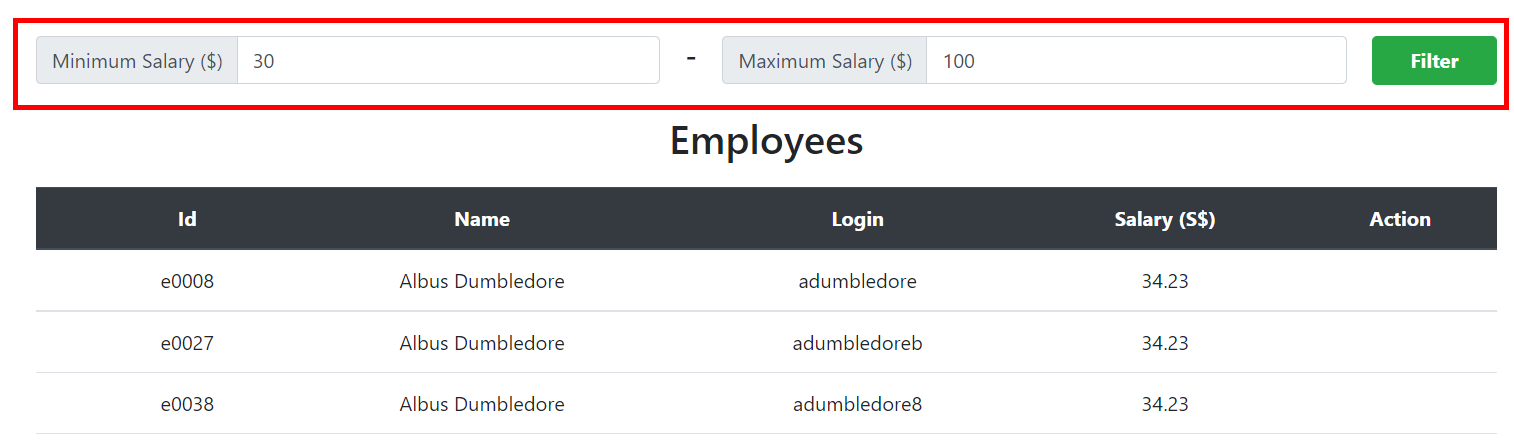 Minimum Salary ($) 30 - Maximum Salary ($) 100 Filter
Employees
Id Name Login Salary (S$) Action
e0008 Albus Dumbledore adumbledore 34.23
e0027 Albus Dumbledore adumbledoreb 34.23
e0038 Albus Dumbledore adumbledore8 34.23